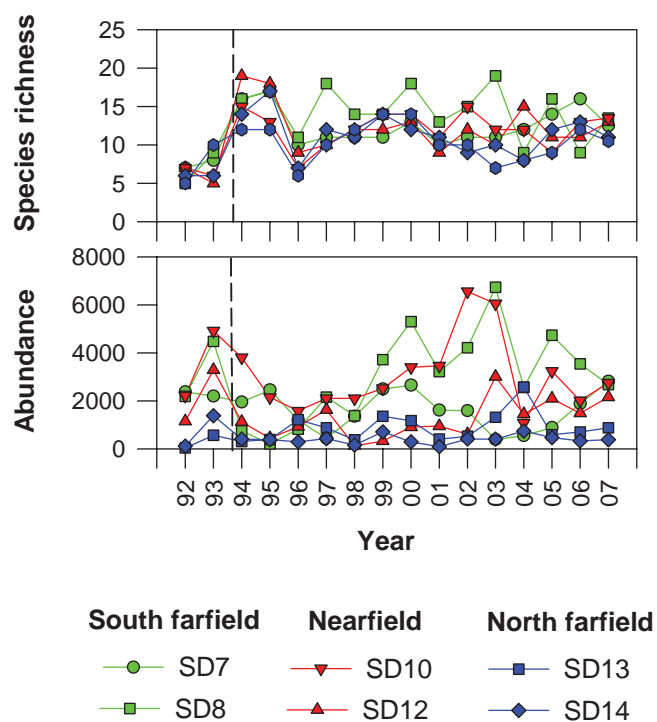 Species richness
25
20
15
10
5
0
Abundance
8000
6000
4000
2000
0
92 93 94 95 96 97 98 99 00 01 02 03 04 05 06 07
Year
South farfield Nearfield North farfield
SD7 SD10 SD13
SD8 SD12 SD14